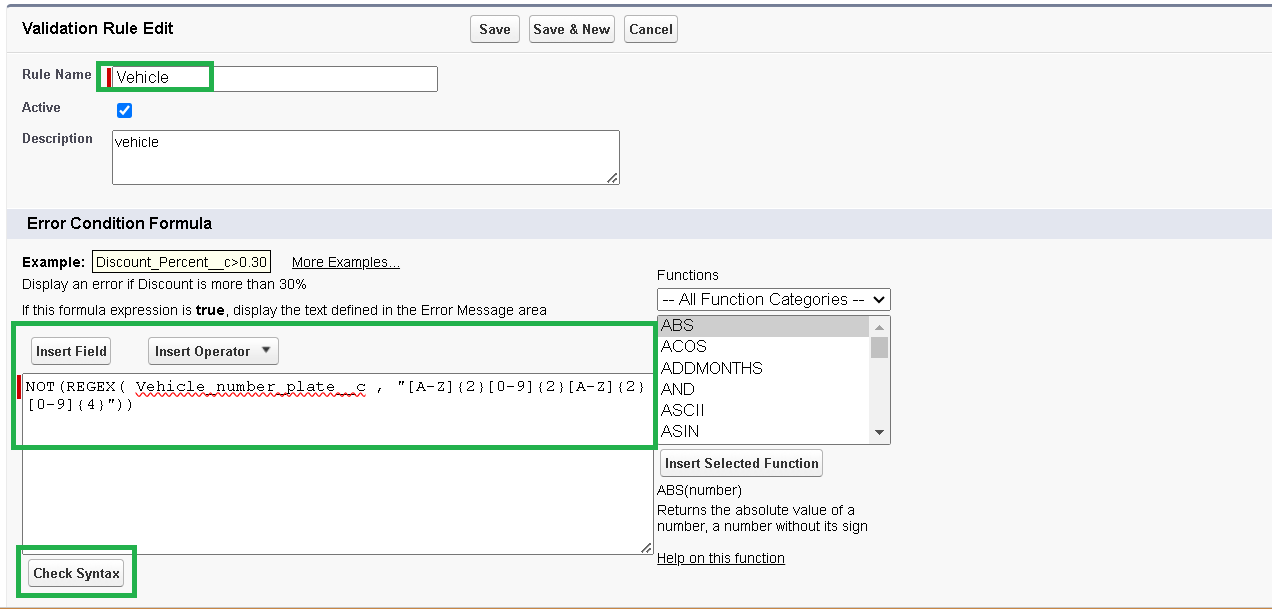 Validation Rule Edit
Save
Save & New
Cancel
Rule Name
Vehicle
Active
Description
vehicle
Error Condition Formula
Example: Discount_Percent__c>0.30 More Examples...
Display an error if Discount is more than 30%
If this formula expression is true, display the text defined in the Error Message area
Insert Field
Insert Operator
NOT(REGEX( Vehicle_number_plate__c , "[A-Z]{2}[0-9]{2}[A-Z]{2}
[0-9]{4}"))
Check Syntax
Functions
-- All Function Categories --
ABS
ACOS
ADDMONTHS
AND
ASCII
ASIN
Insert Selected Function
ABS(number)
Returns the absolute value of a
number, a number without its sign
Help on this function